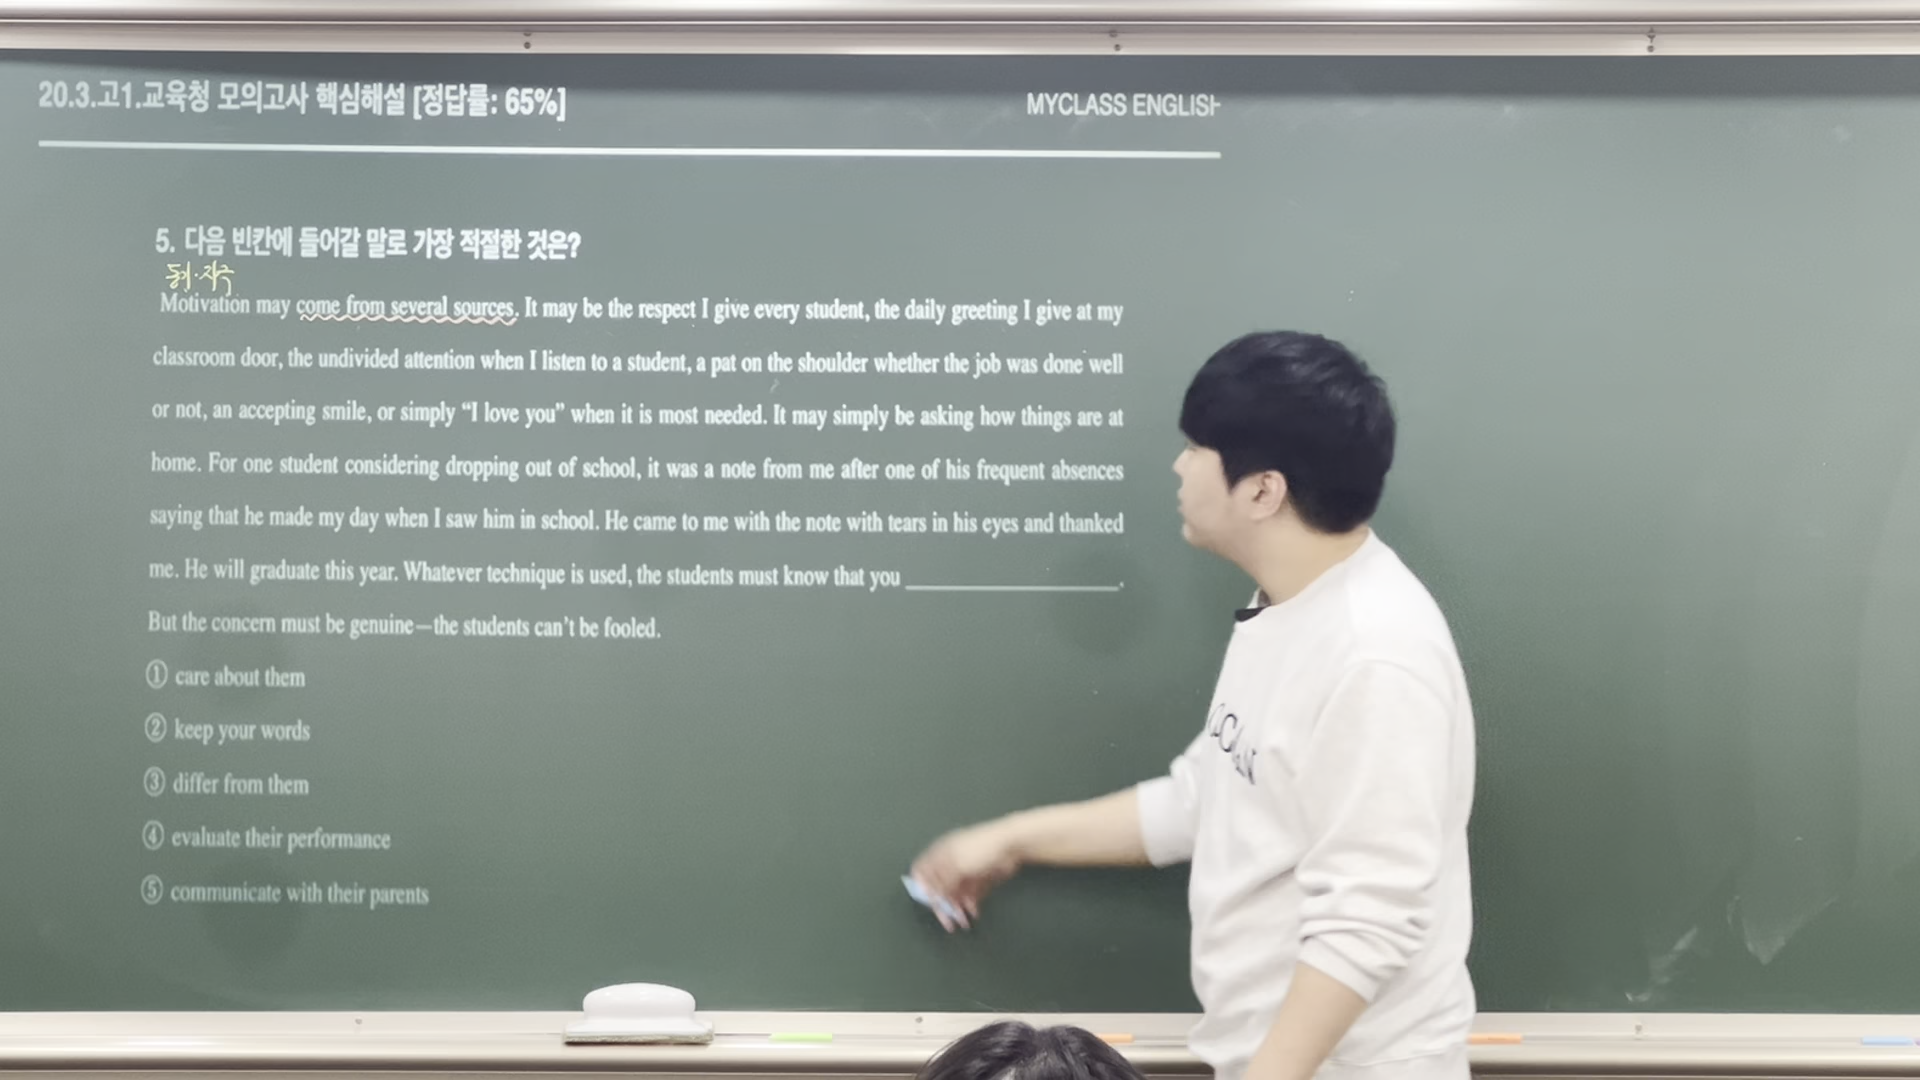 20.3.고1.교육청 모의고사 핵심해설 [정답률: 65%]
MYCLASS ENGLISH
5. 다음 빈칸에 들어갈 말로 가장 적절한 것은?
동기·자극
Motivation may come from several sources. It may be the respect I give every student, the daily greeting I give at my
classroom door, the undivided attention when I listen to a student, a pat on the shoulder whether the job was done well
or not, an accepting smile, or simply “I love you” when it is most needed. It may simply be asking how things are at
home. For one student considering dropping out of school, it was a note from me after one of his frequent absences
saying that he made my day when I saw him in school. He came to me with the note with tears in his eyes and thanked
me. He will graduate this year. Whatever technique is used, the students must know that you ____________.
But the concern must be genuine—the students can’t be fooled.
① care about them
② keep your words
③ differ from them
④ evaluate their performance
⑤ communicate with their parents